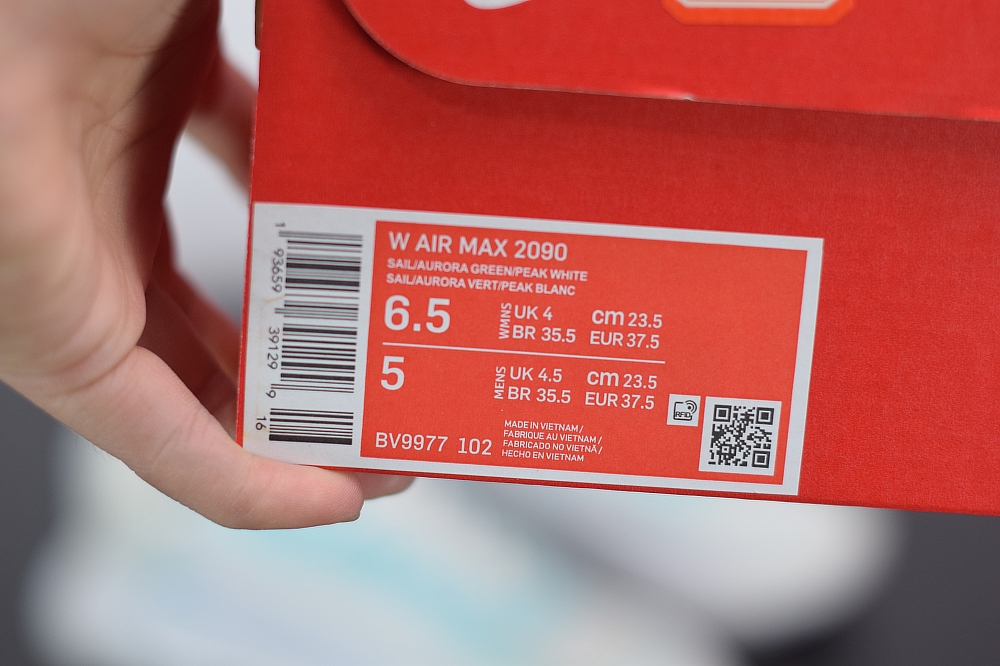 W AIR MAX 2090
SAIL/AURORA GREEN/PEAK WHITE
SAIL/AURORA VERT/PEAK BLANC
6.5
WMNS
UK 4
cm 23.5
BR 35.5
EUR 37.5
5
MENS
UK 4.5
cm 23.5
BR 35.5
EUR 37.5
RFID
BV9977 102
MADE IN VIETNAM /
FABRIQUE AU VIETNAM /
FABRICADO NO VIETNÃ /
HECHO EN VIETNAM
1 93659 39129 9 16